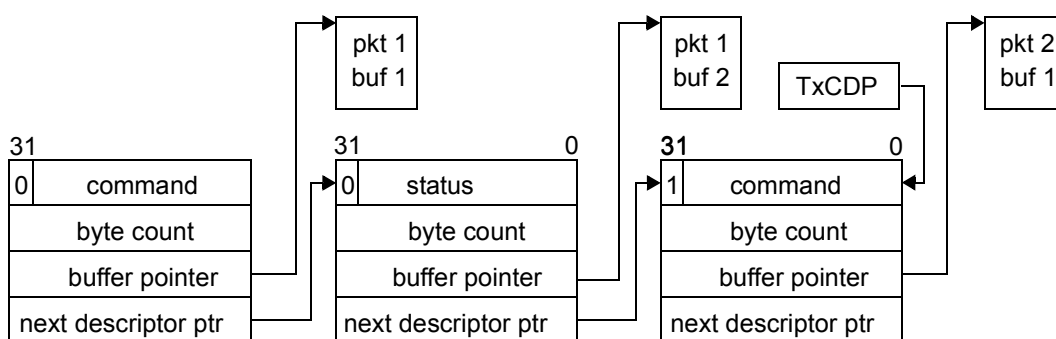 pkt 1
buf 1
pkt 1
buf 2
TxCDP
pkt 2
buf 1
31
0 command
byte count
buffer pointer
next descriptor ptr
31 0
0 status
byte count
buffer pointer
next descriptor ptr
31 0
1 command
byte count
buffer pointer
next descriptor ptr